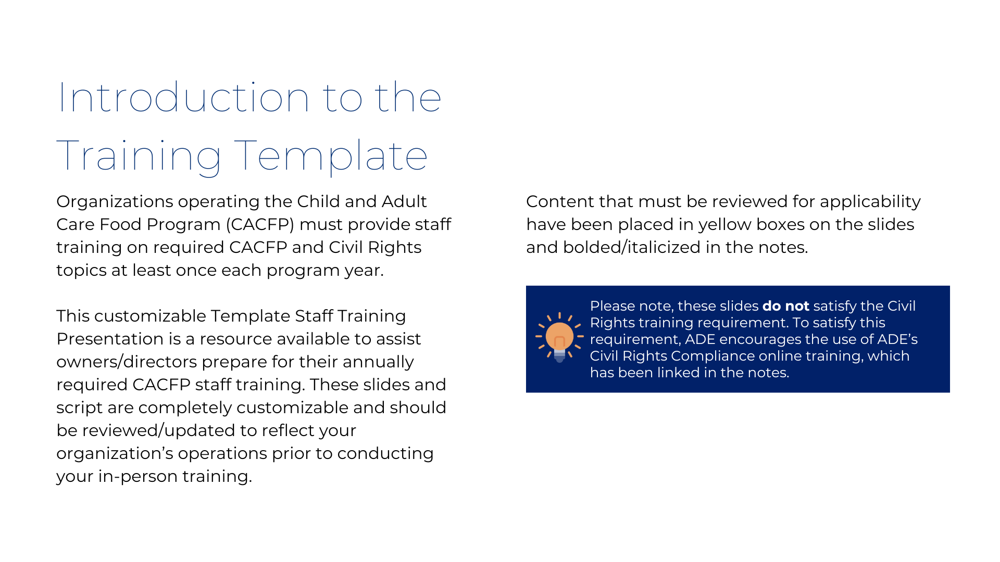 Introduction to the
Training Template
Organizations operating the Child and Adult
Care Food Program (CACFP) must provide staff
training on required CACFP and Civil Rights
topics at least once each program year.
This customizable Template Staff Training
Presentation is a resource available to assist
owners/directors prepare for their annually
required CACFP staff training. These slides and
script are completely customizable and should
be reviewed/updated to reflect your
organization’s operations prior to conducting
your in-person training.
Content that must be reviewed for applicability
have been placed in yellow boxes on the slides
and bolded/italicized in the notes.
Please note, these slides do not satisfy the Civil
Rights training requirement. To satisfy this
requirement, ADE encourages the use of ADE’s
Civil Rights Compliance online training, which
has been linked in the notes.